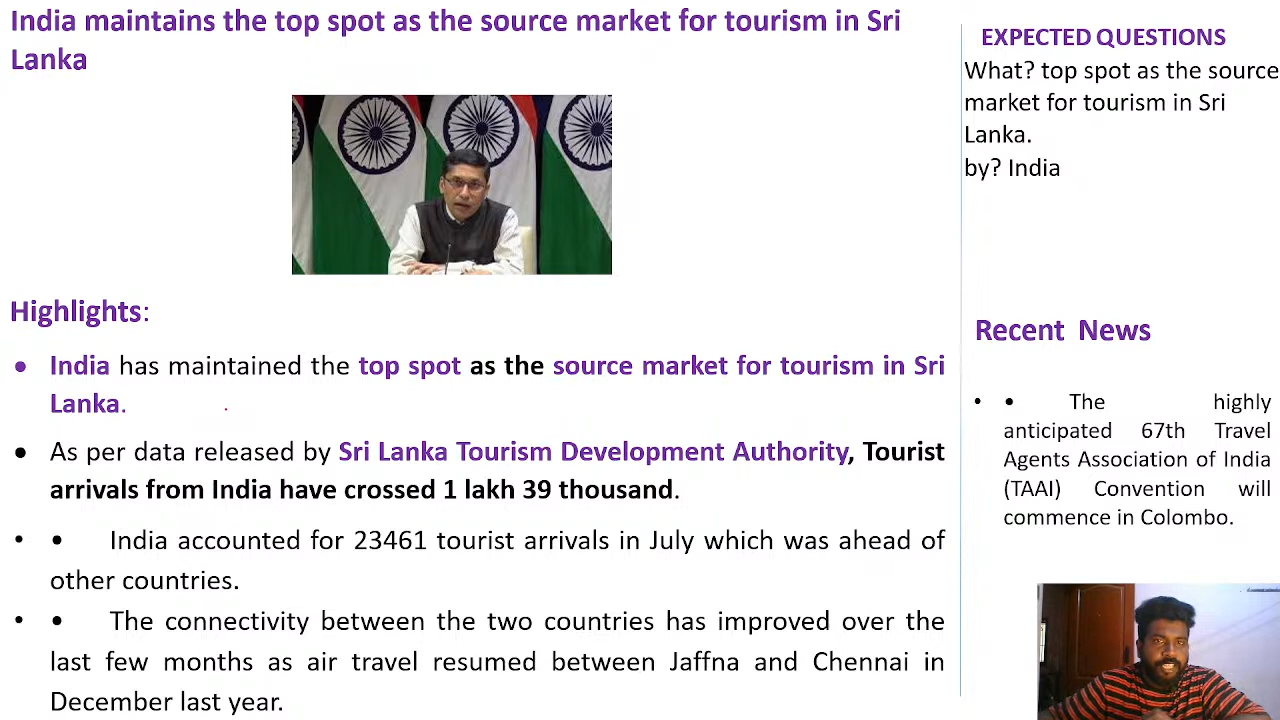 India maintains the top spot as the source market for tourism in Sri
Lanka
Highlights:
• India has maintained the top spot as the source market for tourism in Sri
Lanka.
• As per data released by Sri Lanka Tourism Development Authority, Tourist
arrivals from India have crossed 1 lakh 39 thousand.
• • India accounted for 23461 tourist arrivals in July which was ahead of
other countries.
• • The connectivity between the two countries has improved over the
last few months as air travel resumed between Jaffna and Chennai in
December last year.
EXPECTED QUESTIONS
What? top spot as the source
market for tourism in Sri
Lanka.
by? India
Recent News
• • The highly
anticipated 67th Travel
Agents Association of India
(TAAI) Convention will
commence in Colombo.